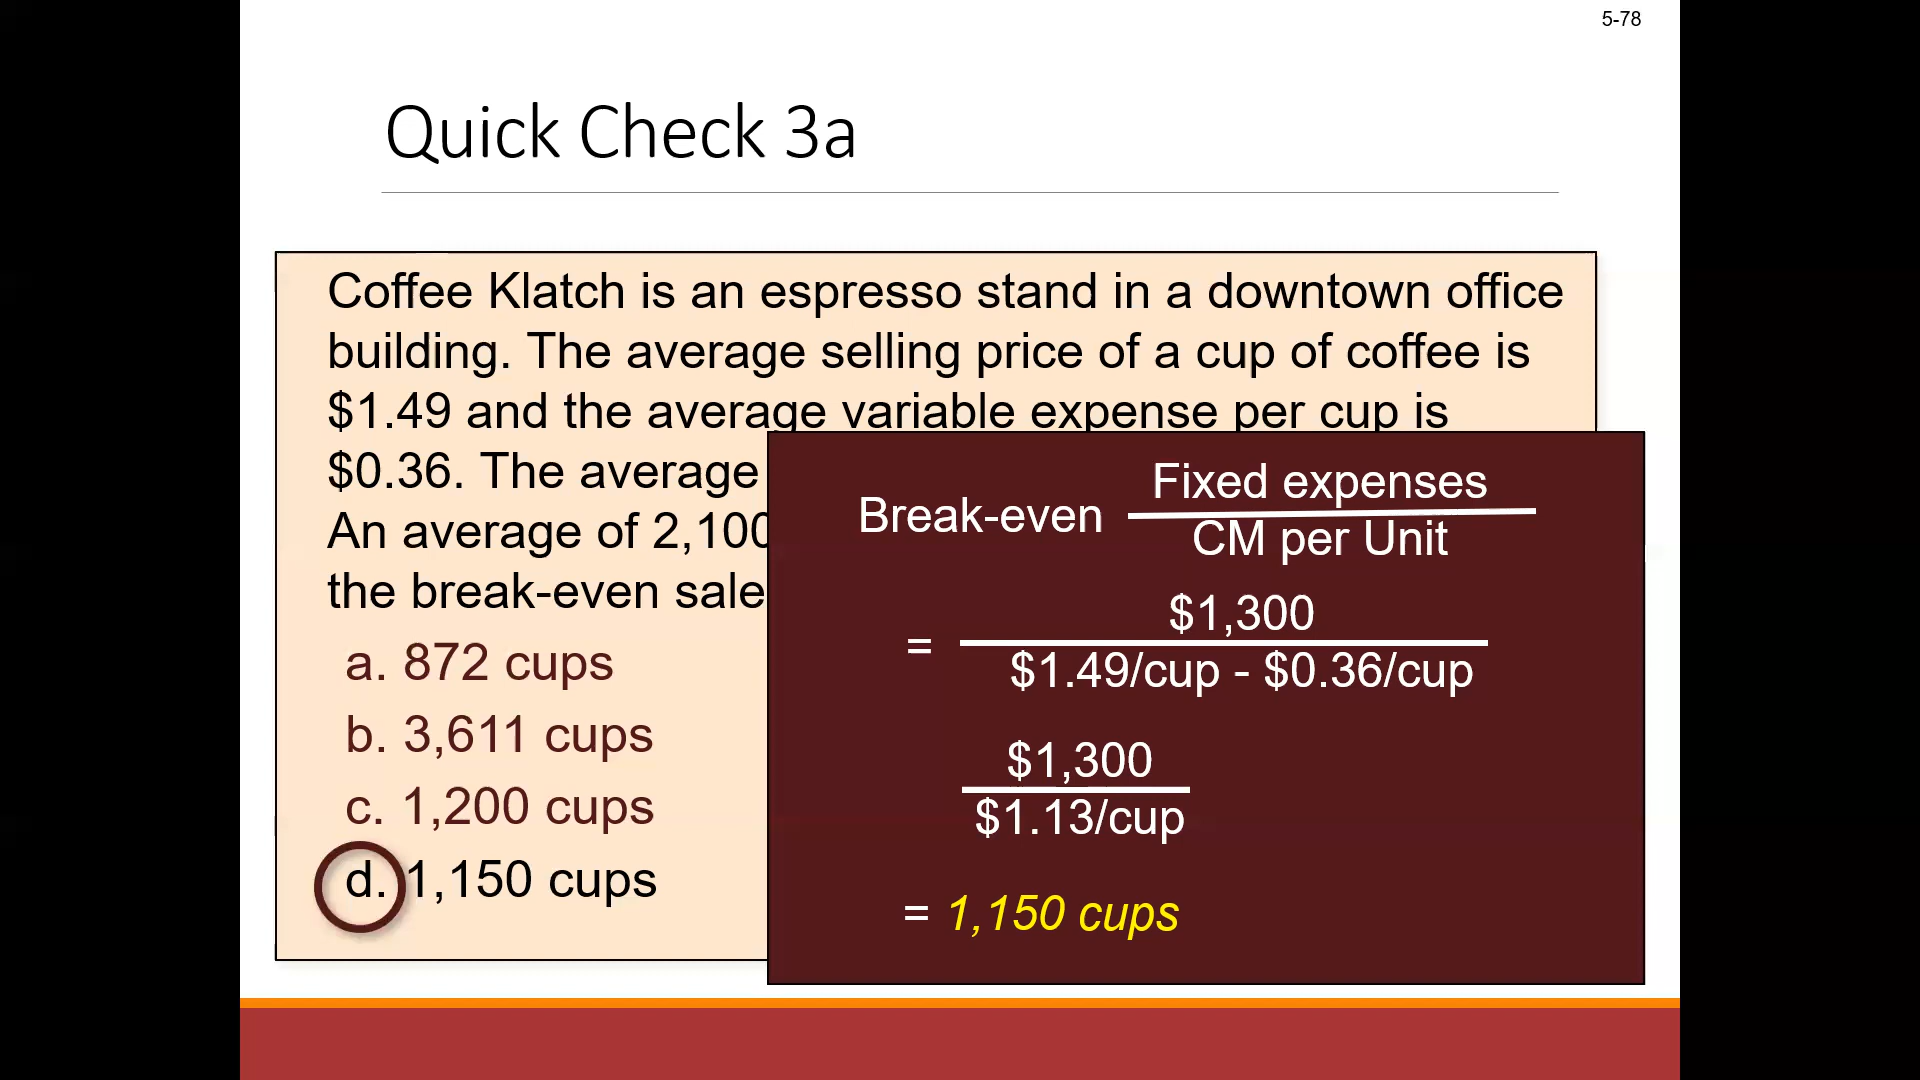 5-78
Quick Check 3a
Coffee Klatch is an espresso stand in a downtown office
building. The average selling price of a cup of coffee is
$1.49 and the average variable expense per cup is
$0.36. The average
An average of 2,100
the break-even sale
a. 872 cups
b. 3,611 cups
c. 1,200 cups
d. 1,150 cups
Fixed expenses
Break-even
CM per Unit
$1,300
=
$1.49/cup - $0.36/cup
$1,300
$1.13/cup
= 1,150 cups